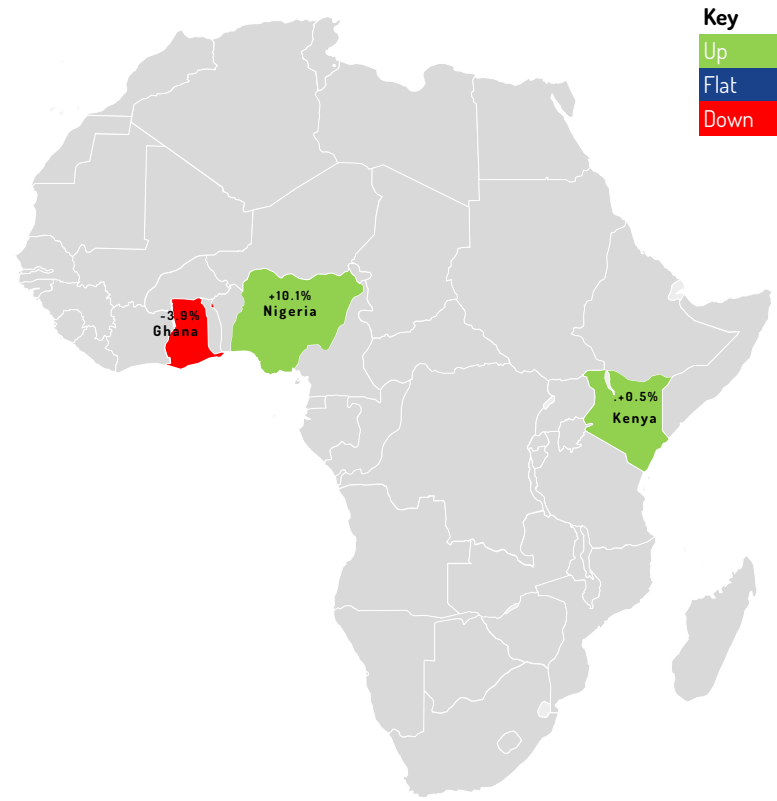 Key
Up
Flat
Down
+10.1%
Nigeria
-3.9%
Ghana
.+0.5%
Kenya